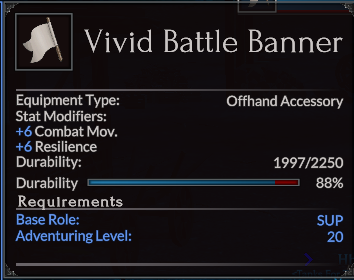 Vivid Battle Banner
Equipment Type: Offhand Accessory
Stat Modifiers:
+6 Combat Mov.
+6 Resilience
Durability: 1997/2250
Durability 88%
Requirements
Base Role: SUP
Adventuring Level: 20